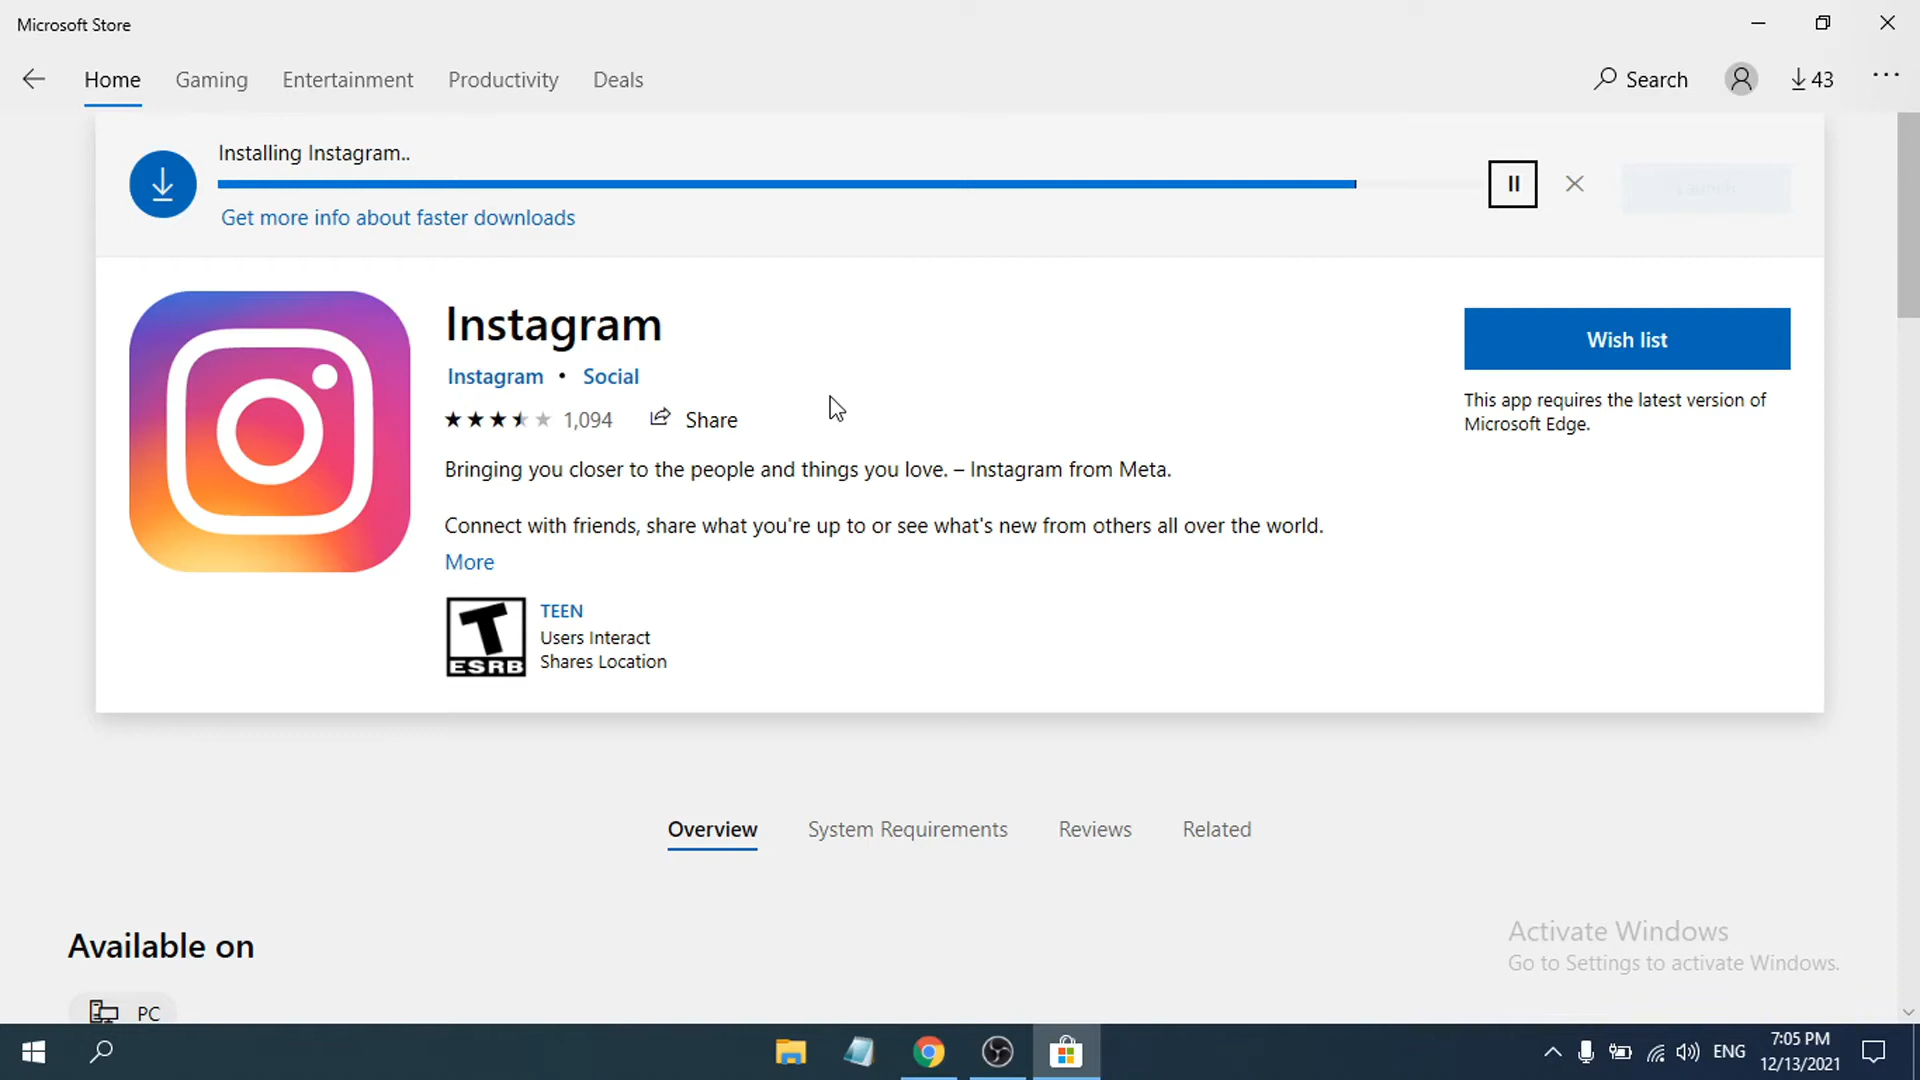 Microsoft Store
Home Gaming Entertainment Productivity Deals Search 43
Installing Instagram..
Launch
Get more info about faster downloads
Instagram
Wish list
Instagram • Social
This app requires the latest version of
Microsoft Edge.
1,094 Share
Bringing you closer to the people and things you love. – Instagram from Meta.
Connect with friends, share what you're up to or see what's new from others all over the world.
More
T
ESRB
TEEN
Users Interact
Shares Location
Overview System Requirements Reviews Related
Available on
PC
Activate Windows
Go to Settings to activate Windows.
ENG
7:05 PM
12/13/2021